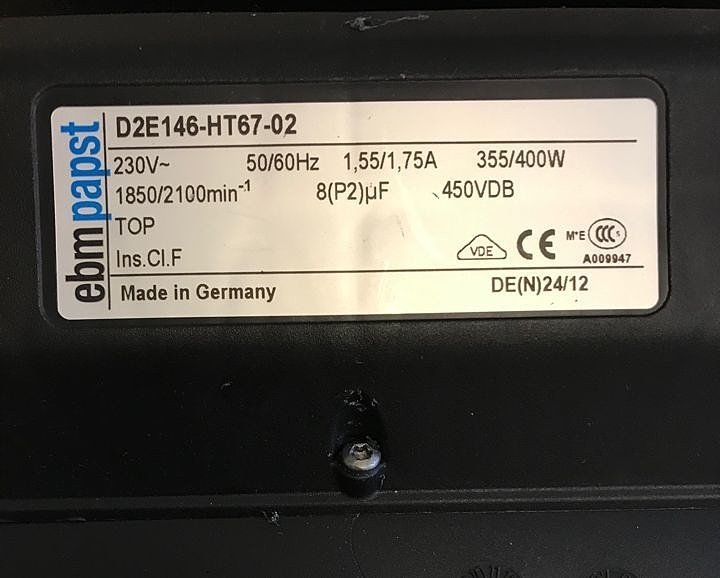 ebmpapst
D2E146-HT67-02
230V~ 50/60Hz 1,55/1,75A 355/400W
1850/2100min-1 8(P2)µF 450VDB
TOP
Ins.Cl.F VDE CE M*E CCC S
A009947
Made in Germany DE(N)24/12